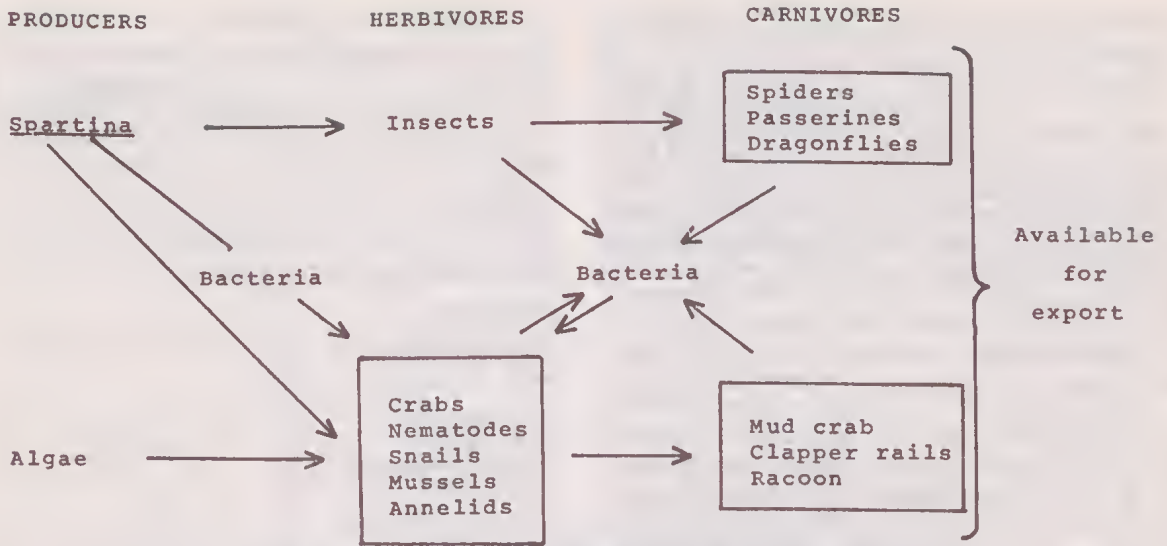 PRODUCERS
HERBIVORES
CARNIVORES
Spartina
Insects
Spiders
Passerines
Dragonflies
Bacteria
Bacteria
Available
for
export
Algae
Crabs
Nematodes
Snails
Mussels
Annelids
Mud crab
Clapper rails
Racoon